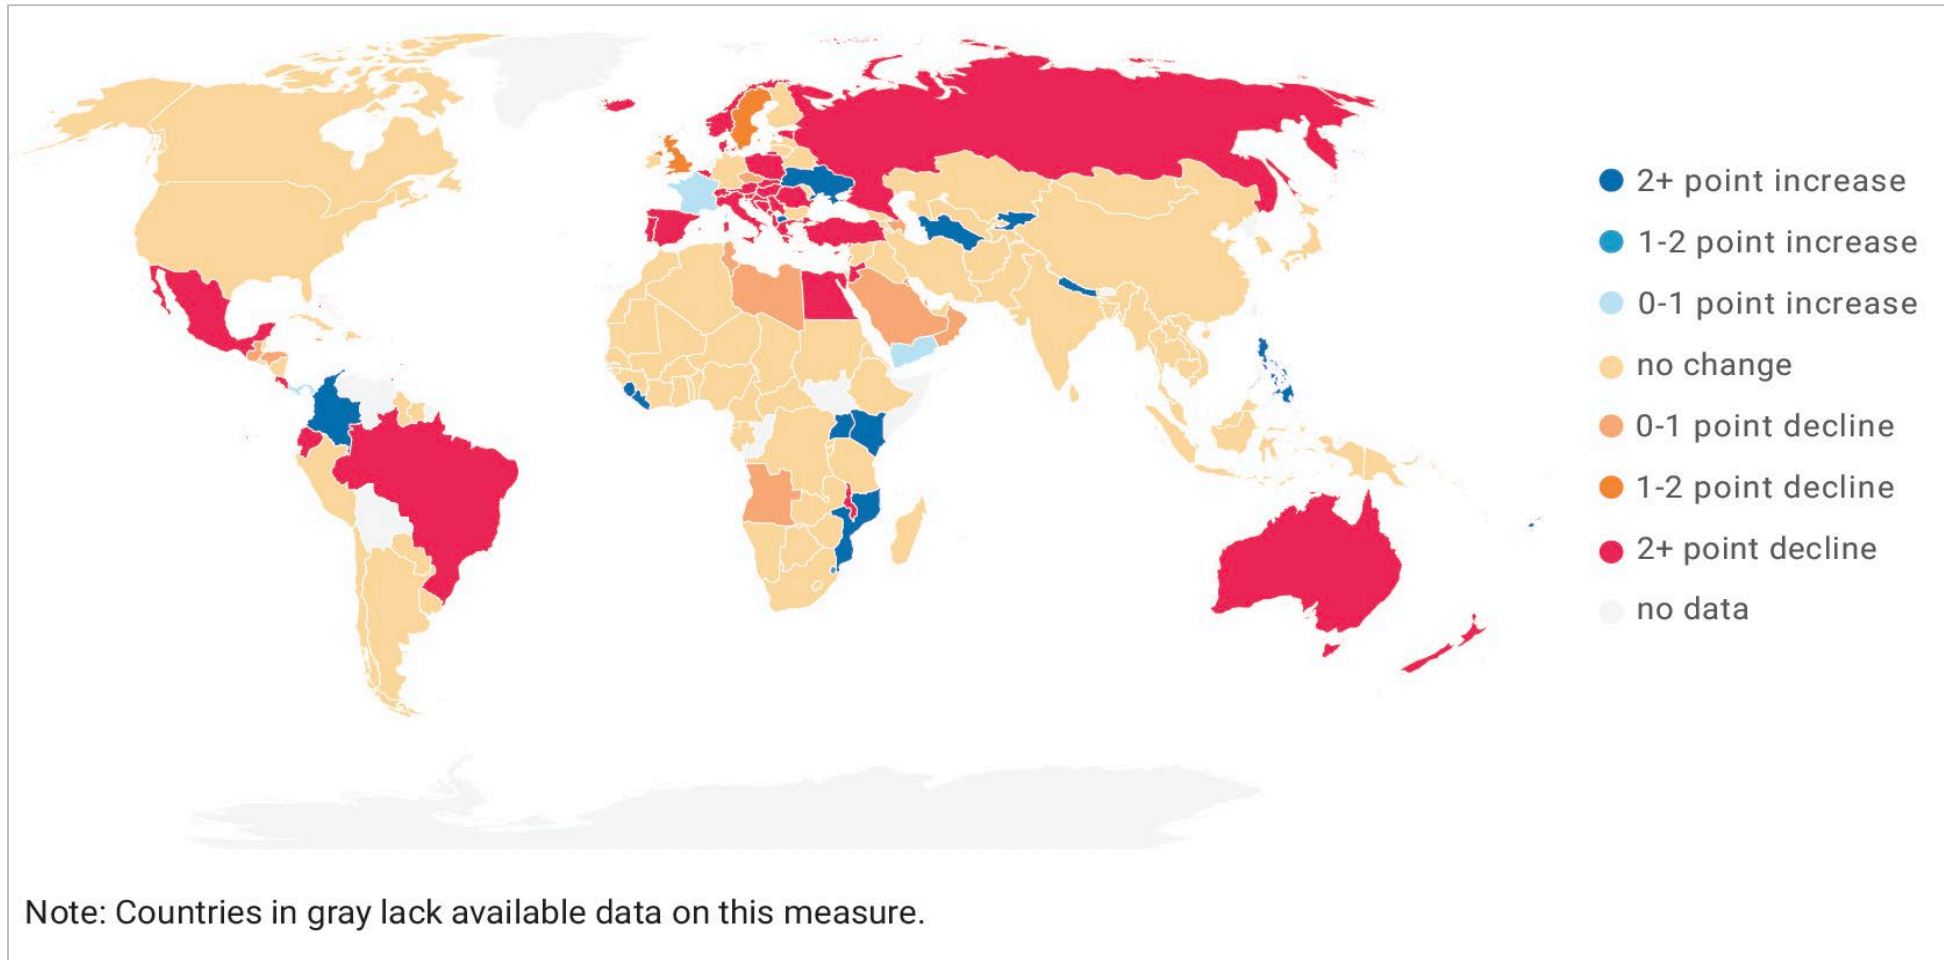 2+ point increase
1-2 point increase
0-1 point increase
no change
0-1 point decline
1-2 point decline
2+ point decline
no data
Note: Countries in gray lack available data on this measure.